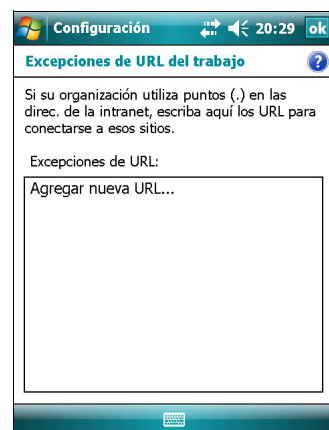 Configuración 20:29 ok
Excepciones de URL del trabajo ?
Si su organización utiliza puntos (.) en las
direc. de la intranet, escriba aquí los URL para
conectarse a esos sitios.
Excepciones de URL:
Agregar nueva URL...